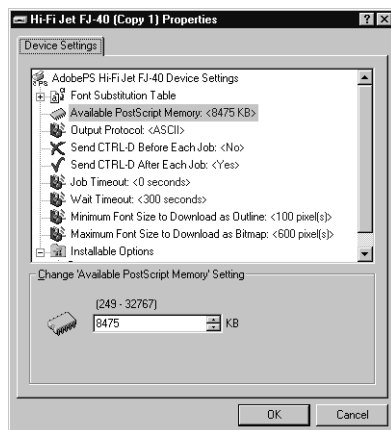 Hi-Fi Jet FJ-40 (Copy 1) Properties
Device Settings
AdobePS Hi-Fi Jet FJ-40 Device Settings
Font Substitution Table
Available PostScript Memory: <8475 KB>
Output Protocol: <ASCII>
Send CTRL-D Before Each Job: <No>
Send CTRL-D After Each Job: <Yes>
Job Timeout: <0 seconds>
Wait Timeout: <300 seconds>
Minimum Font Size to Download as Outline: <100 pixel(s)>
Maximum Font Size to Download as Bitmap: <600 pixel(s)>
Installable Options
Change 'Available PostScript Memory' Setting
(249 - 32767)
8475 KB
OK Cancel